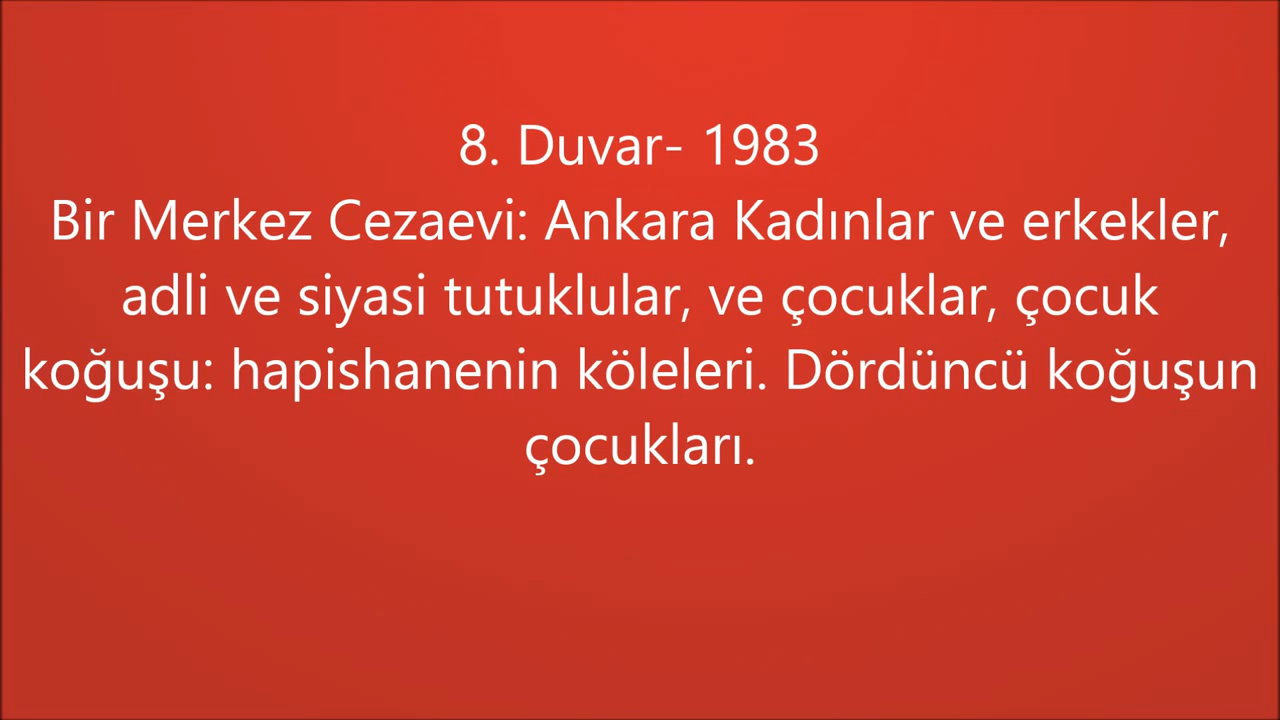 8. Duvar- 1983
Bir Merkez Cezaevi: Ankara Kadınlar ve erkekler,
adli ve siyasi tutuklular, ve çocuklar, çocuk
koğuşu: hapishanenin köleleri. Dördüncü koğuşun
çocukları.